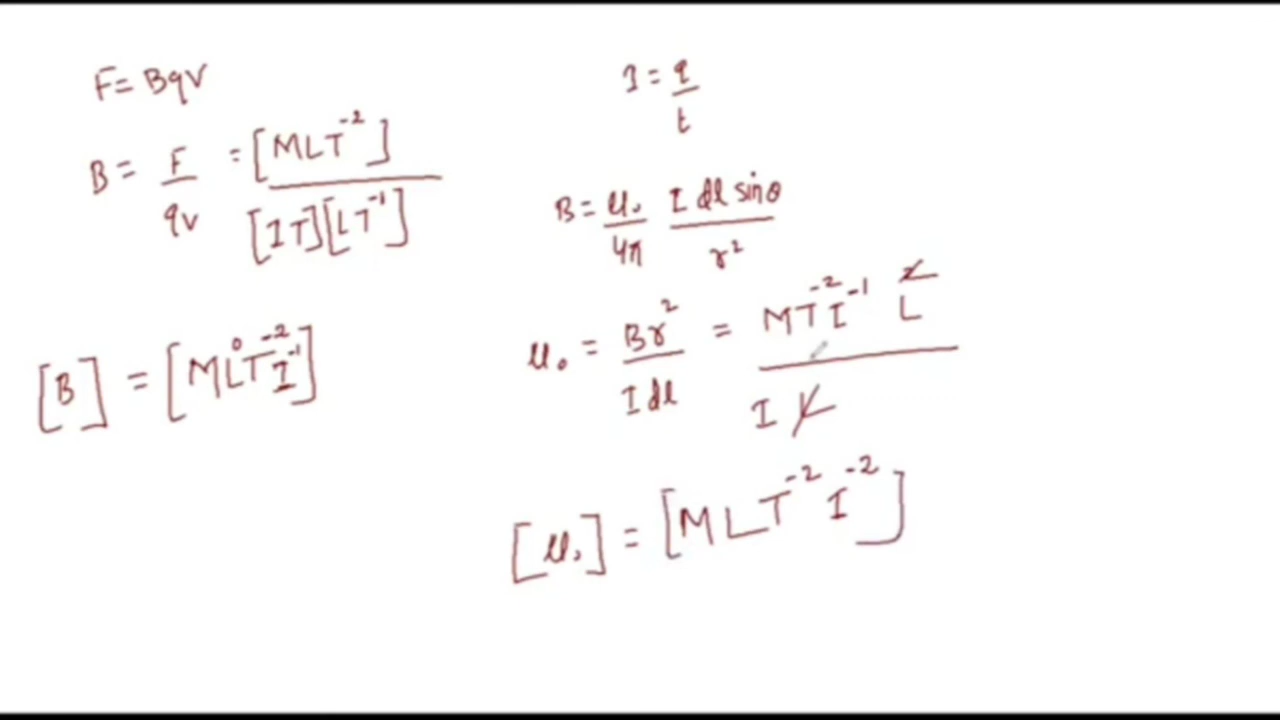 F = BqV
B = F/qV = [MLT⁻²]/[IT][LT⁻¹]
[B] = [ML⁰T⁻²I⁻¹]
I = q/t
B = μ₀/4π I dl sinθ/r²
μ₀ = Br²/I dl = MT⁻²I⁻¹ L²/I L
[μ₀] = [MLT⁻²I⁻²]